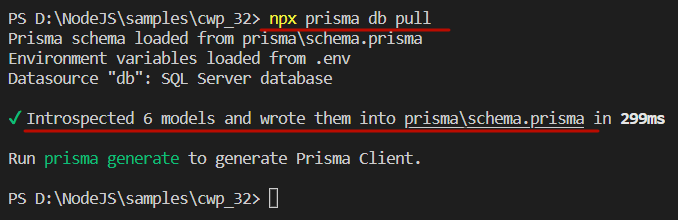 PS D:\NodeJS\samples\cwp_32> npx prisma db pull
Prisma schema loaded from prisma\schema.prisma
Environment variables loaded from .env
Datasource "db": SQL Server database
✓ Introspected 6 models and wrote them into prisma\schema.prisma in 299ms
Run prisma generate to generate Prisma Client.
PS D:\NodeJS\samples\cwp_32>